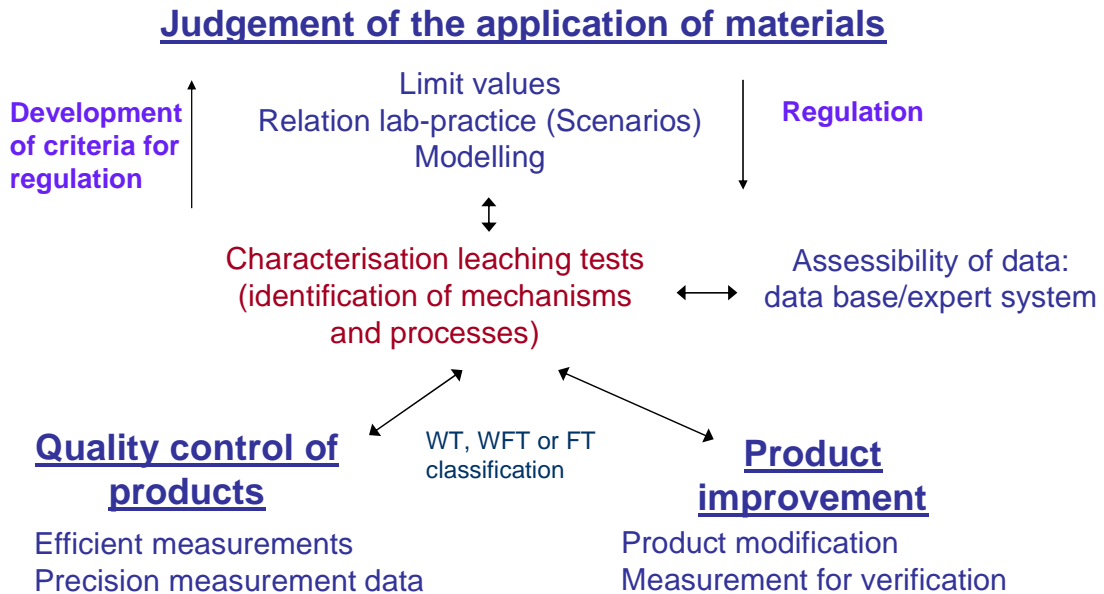 Judgement of the application of materials
Development
of criteria for
regulation
Limit values
Relation lab-practice (Scenarios)
Modelling
Regulation
Characterisation leaching tests
(identification of mechanisms
and processes)
Assessibility of data:
data base/expert system
Quality control of
products
Efficient measurements
Precision measurement data
WT, WFT or FT
classification
Product
improvement
Product modification
Measurement for verification